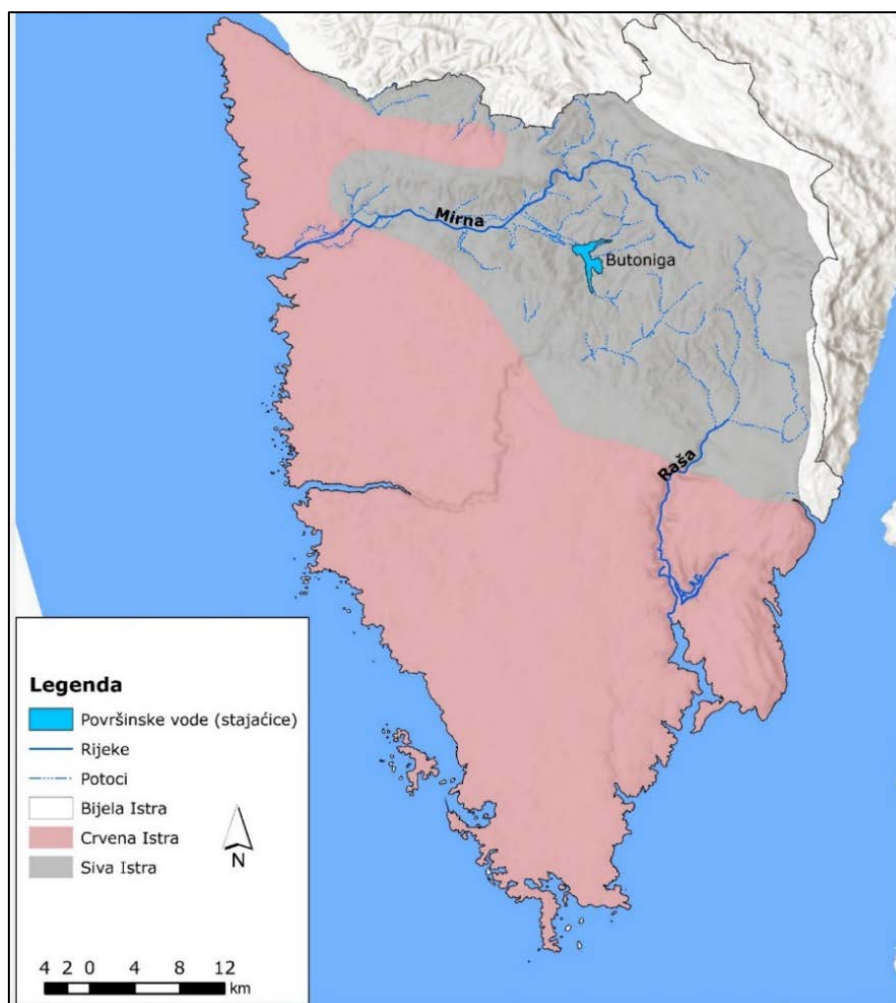 Mirna
Butoniga
Raša
Legenda
Površinske vode (stajaćice)
Rijeke
Potoci
Bijela Istra
Crvena Istra
Siva Istra
N
4 2 0 4 8 12
km